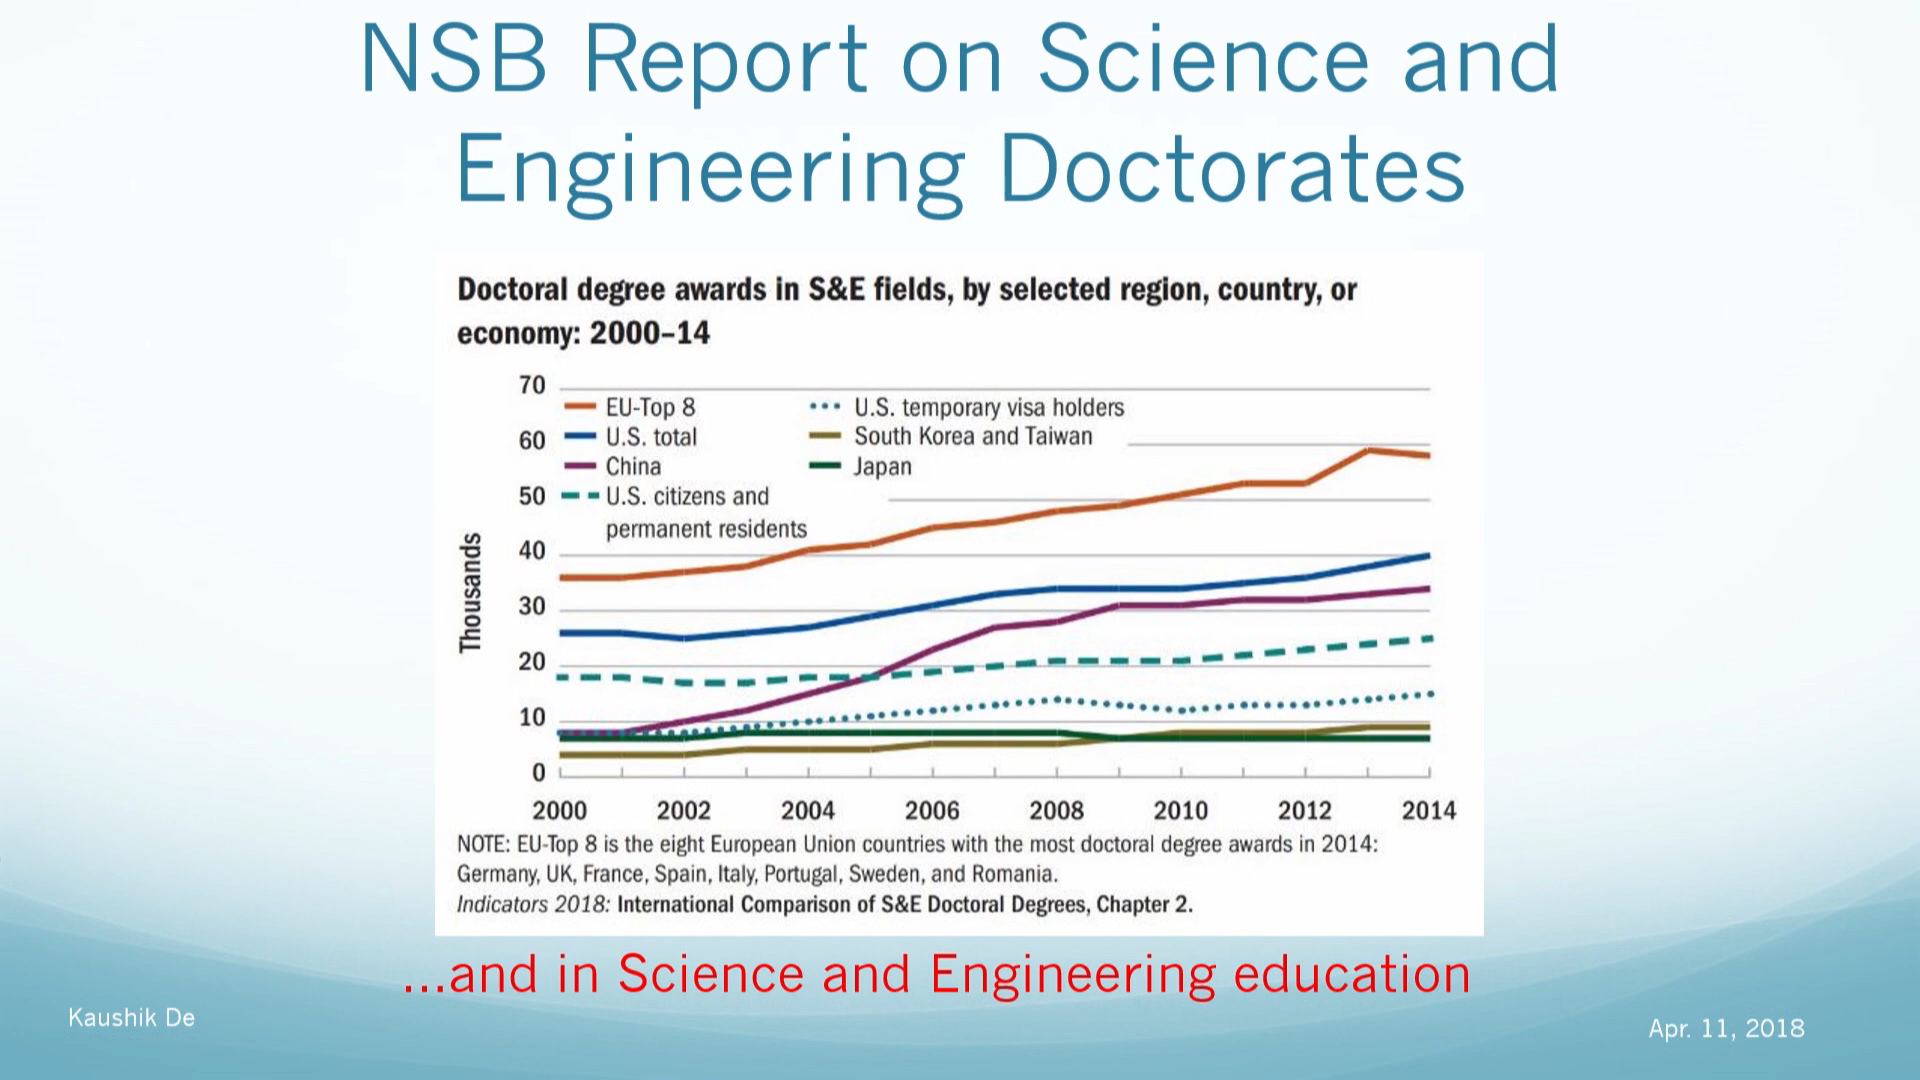 NSB Report on Science and
Engineering Doctorates
Doctoral degree awards in S&E fields, by selected region, country, or
economy: 2000–14
70
60
50
40
30
20
10
0
Thousands
EU-Top 8
U.S. total
China
U.S. citizens and
permanent residents
U.S. temporary visa holders
South Korea and Taiwan
Japan
2000 2002 2004 2006 2008 2010 2012 2014
NOTE: EU-Top 8 is the eight European Union countries with the most doctoral degree awards in 2014:
Germany, UK, France, Spain, Italy, Portugal, Sweden, and Romania.
Indicators 2018: International Comparison of S&E Doctoral Degrees, Chapter 2.
...and in Science and Engineering education
Kaushik De
Apr. 11, 2018